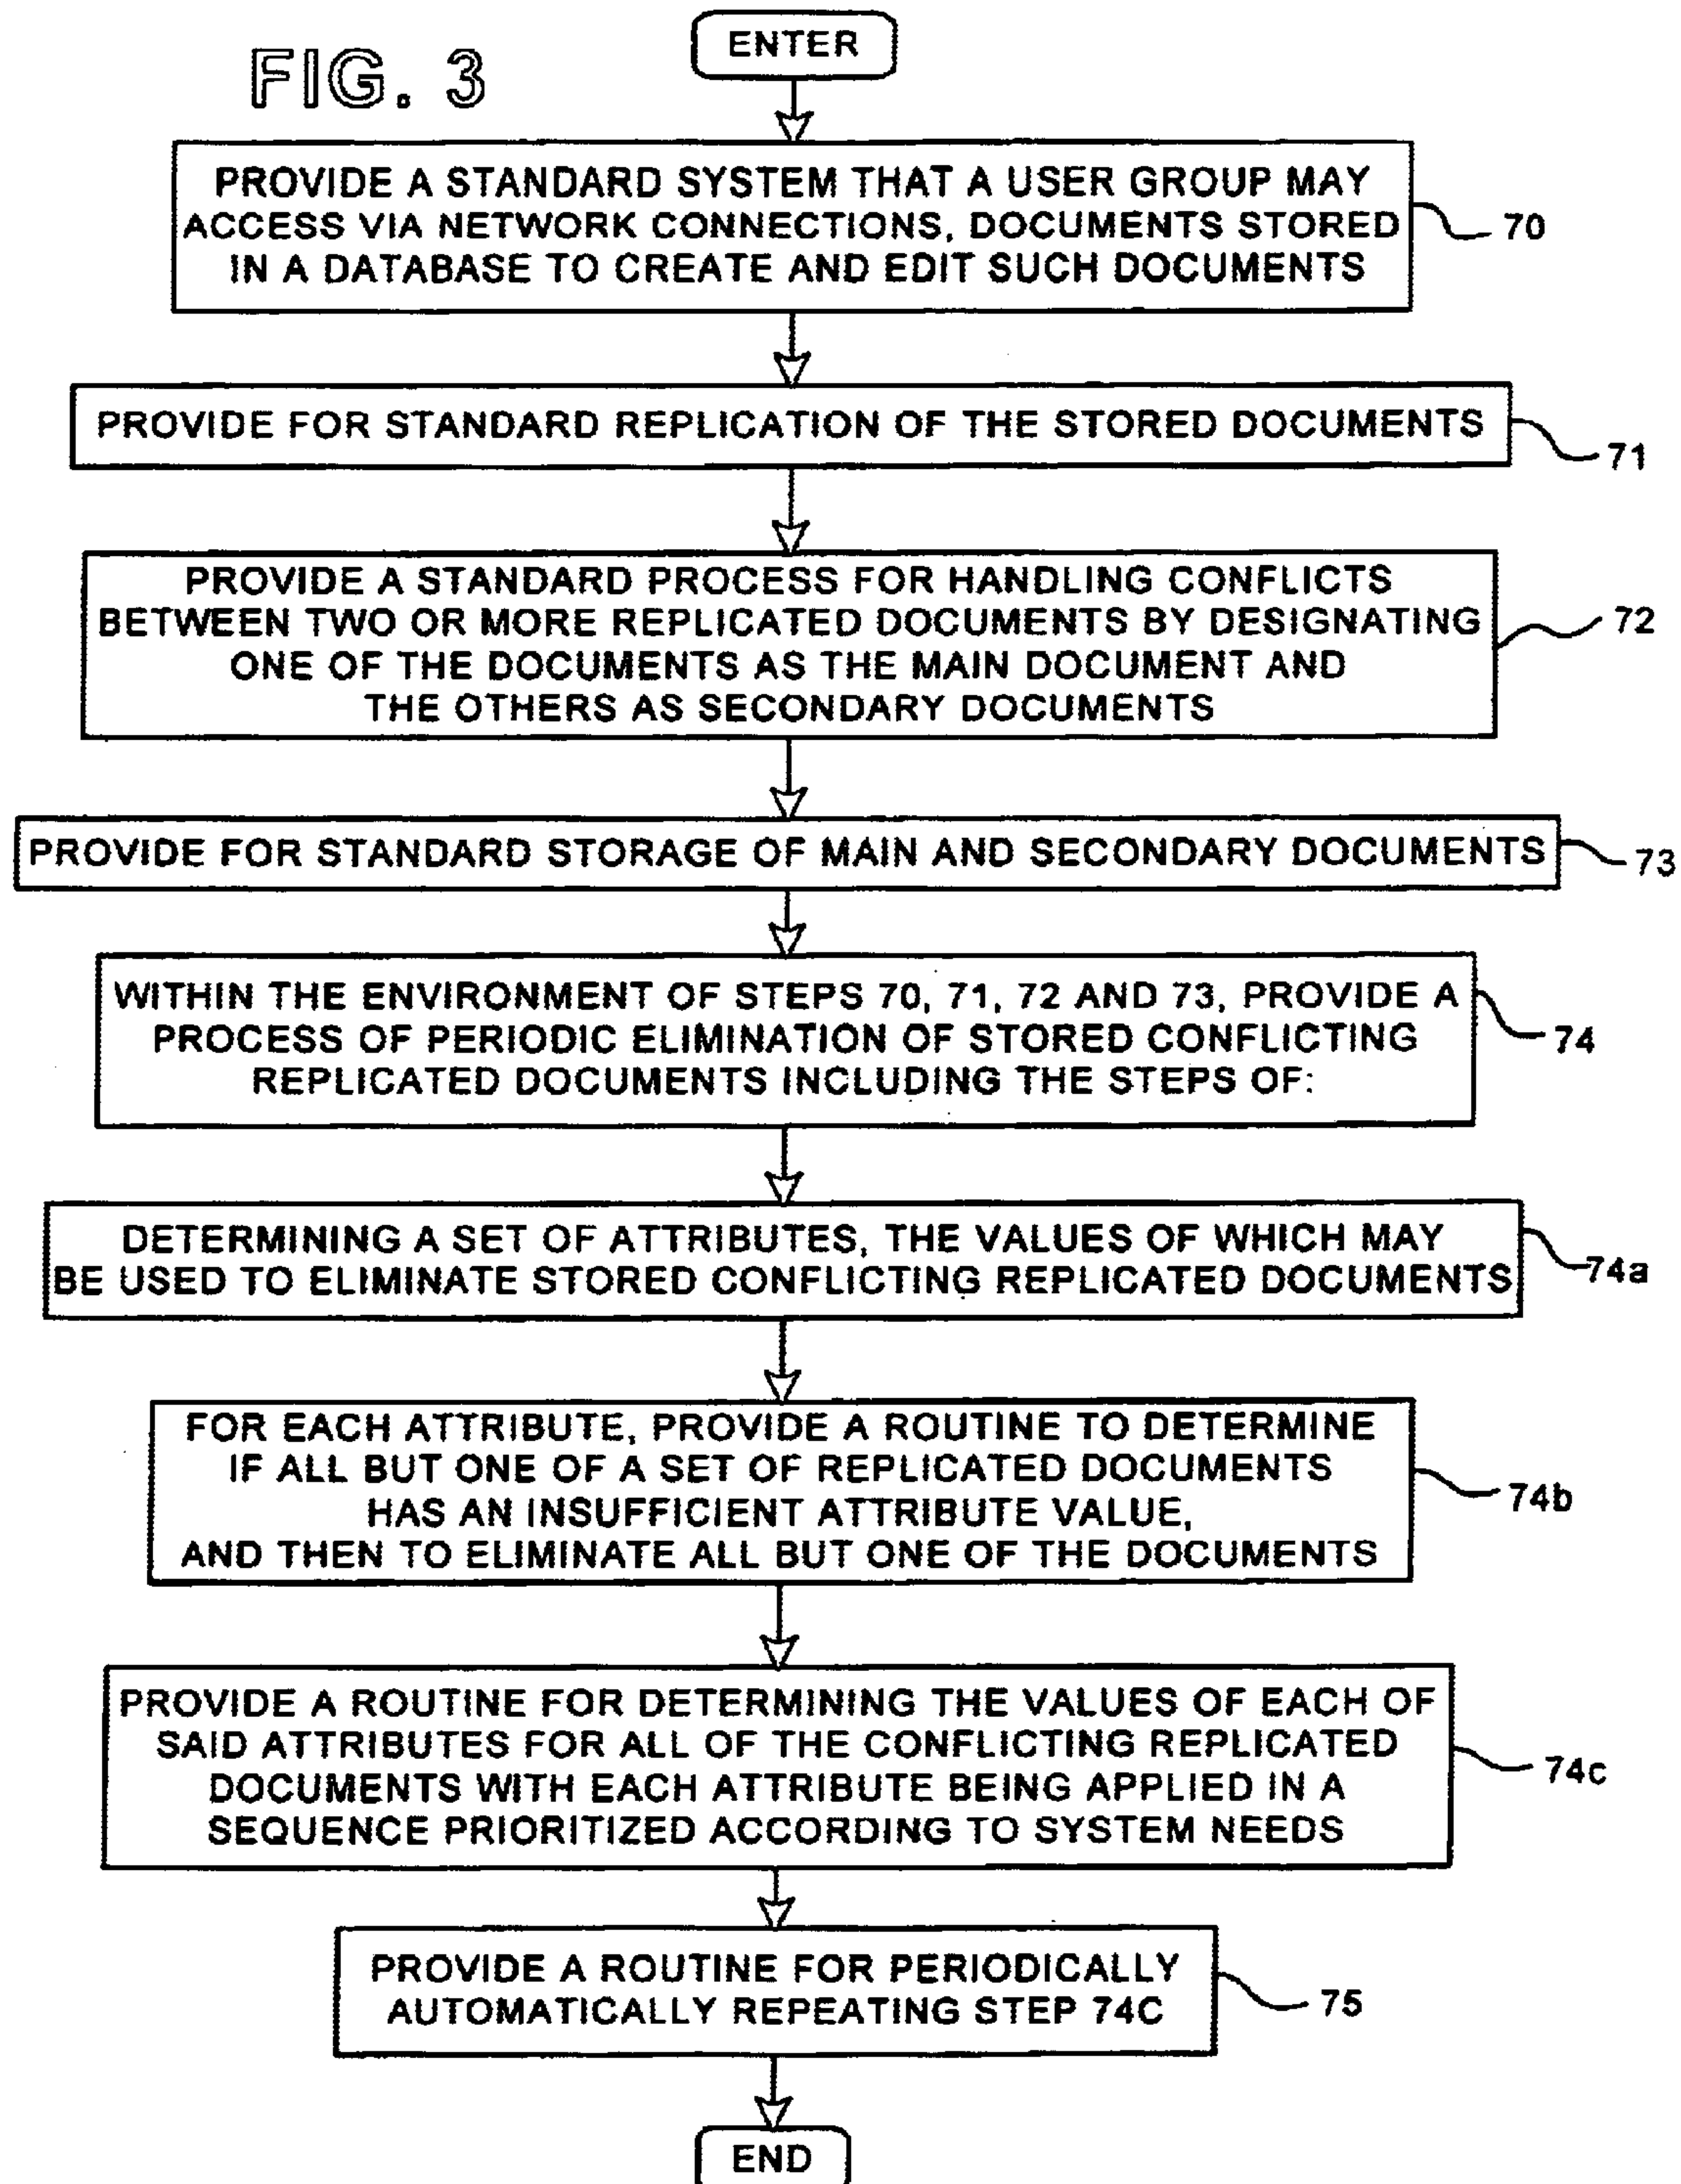 FIG. 3
ENTER
PROVIDE A STANDARD SYSTEM THAT A USER GROUP MAY
ACCESS VIA NETWORK CONNECTIONS, DOCUMENTS STORED
IN A DATABASE TO CREATE AND EDIT SUCH DOCUMENTS
70
PROVIDE FOR STANDARD REPLICATION OF THE STORED DOCUMENTS
71
PROVIDE A STANDARD PROCESS FOR HANDLING CONFLICTS
BETWEEN TWO OR MORE REPLICATED DOCUMENTS BY DESIGNATING
ONE OF THE DOCUMENTS AS THE MAIN DOCUMENT AND
THE OTHERS AS SECONDARY DOCUMENTS
72
PROVIDE FOR STANDARD STORAGE OF MAIN AND SECONDARY DOCUMENTS
73
WITHIN THE ENVIRONMENT OF STEPS 70, 71, 72 AND 73, PROVIDE A
PROCESS OF PERIODIC ELIMINATION OF STORED CONFLICTING
REPLICATED DOCUMENTS INCLUDING THE STEPS OF:
74
DETERMINING A SET OF ATTRIBUTES, THE VALUES OF WHICH MAY
BE USED TO ELIMINATE STORED CONFLICTING REPLICATED DOCUMENTS
74a
FOR EACH ATTRIBUTE, PROVIDE A ROUTINE TO DETERMINE
IF ALL BUT ONE OF A SET OF REPLICATED DOCUMENTS
HAS AN INSUFFICIENT ATTRIBUTE VALUE,
AND THEN TO ELIMINATE ALL BUT ONE OF THE DOCUMENTS
74b
PROVIDE A ROUTINE FOR DETERMINING THE VALUES OF EACH OF
SAID ATTRIBUTES FOR ALL OF THE CONFLICTING REPLICATED
DOCUMENTS WITH EACH ATTRIBUTE BEING APPLIED IN A
SEQUENCE PRIORITIZED ACCORDING TO SYSTEM NEEDS
74c
PROVIDE A ROUTINE FOR PERIODICALLY
AUTOMATICALLY REPEATING STEP 74C
75
END